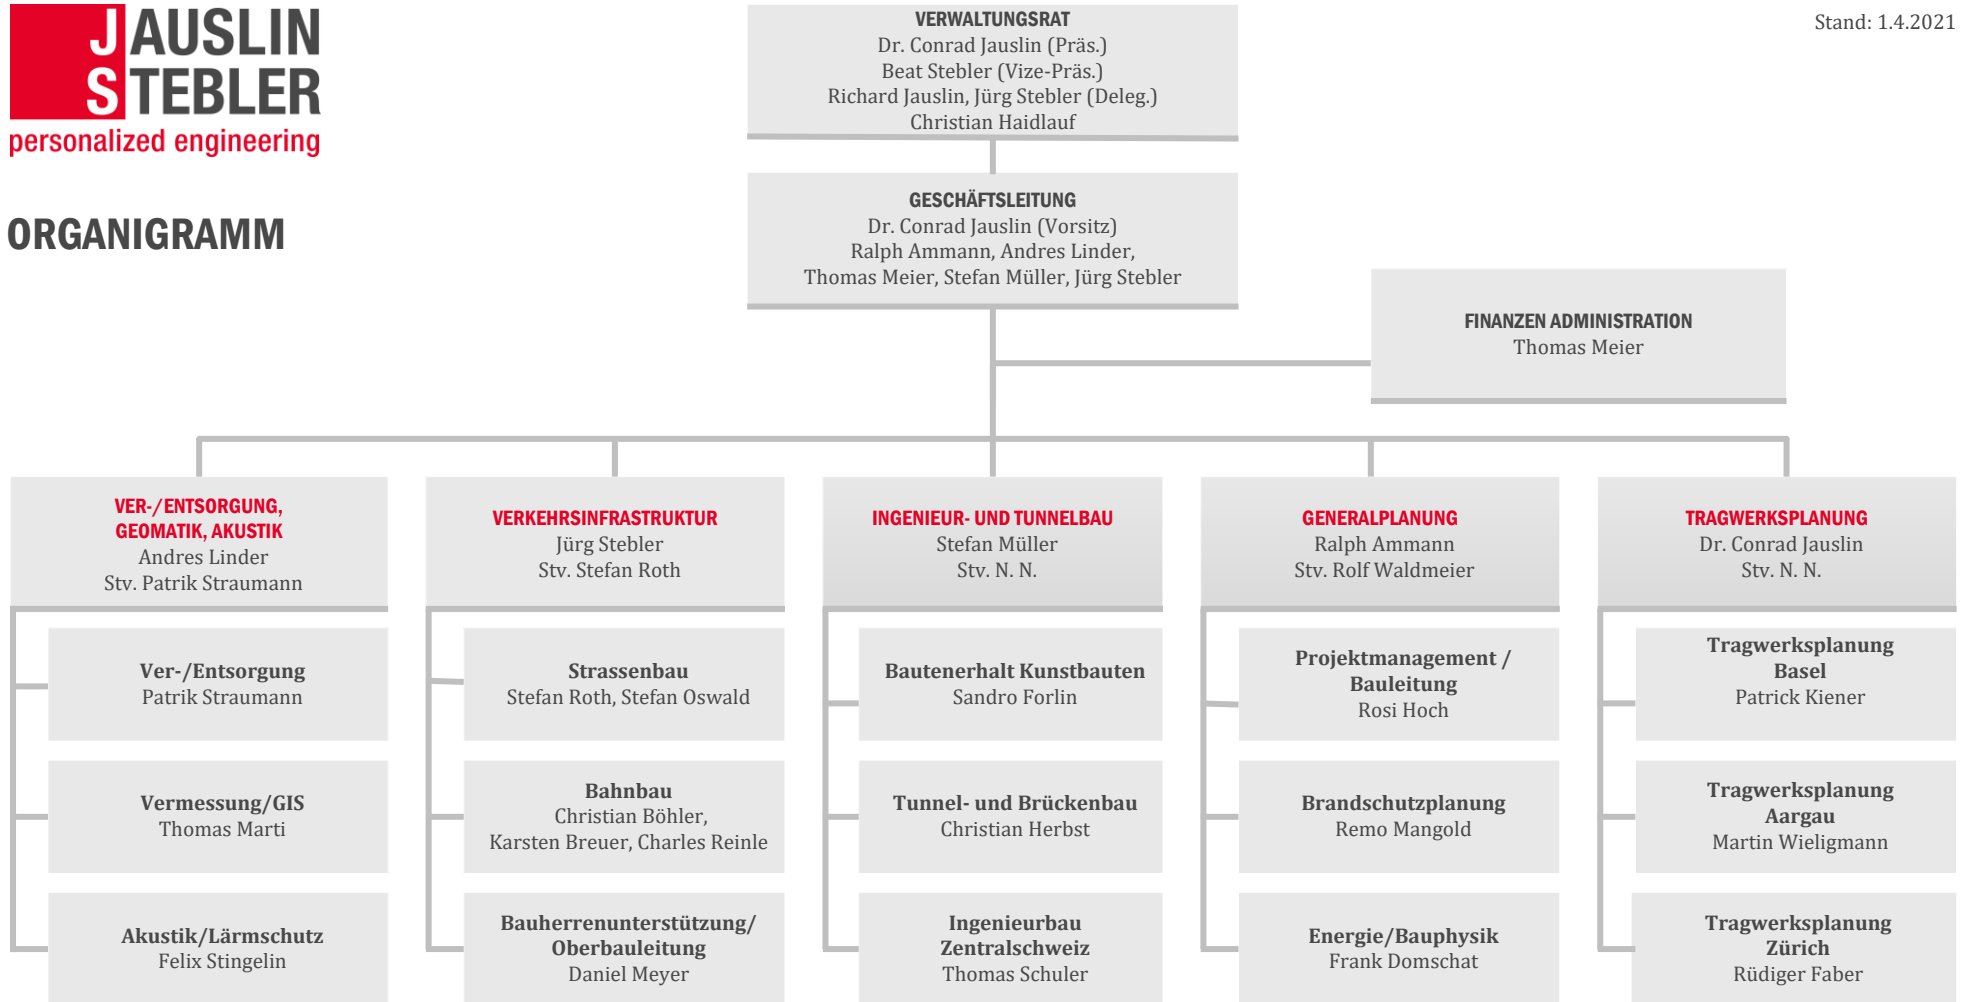 JAUSLIN
STEBLER
personalized engineering
ORGANIGRAMM
Stand: 1.4.2021
VERWALTUNGSRAT
Dr. Conrad Jauslin (Präs.)
Beat Stebler (Vize-Präs.)
Richard Jauslin, Jürg Stebler (Deleg.)
Christian Haidlauf
GESCHÄFTSLEITUNG
Dr. Conrad Jauslin (Vorsitz)
Ralph Ammann, Andres Linder,
Thomas Meier, Stefan Müller, Jürg Stebler
FINANZEN ADMINISTRATION
Thomas Meier
VER-/ENTSORGUNG,
GEOMATIK, AKUSTIK
Andres Linder
Stv. Patrik Straumann
Ver-/Entsorgung
Patrik Straumann
Vermessung/GIS
Thomas Marti
Akustik/Lärmschutz
Felix Stingelin
VERKEHRSINFRASTRUKTUR
Jürg Stebler
Stv. Stefan Roth
Strassenbau
Stefan Roth, Stefan Oswald
Bahnbau
Christian Böhler,
Karsten Breuer, Charles Reinle
Bauherrenunterstützung/
Oberbauleitung
Daniel Meyer
INGENIEUR- UND TUNNELBAU
Stefan Müller
Stv. N. N.
Bautenerhalt Kunstbauten
Sandro Forlin
Tunnel- und Brückenbau
Christian Herbst
Ingenieurbau
Zentralschweiz
Thomas Schuler
GENERALPLANUNG
Ralph Ammann
Stv. Rolf Waldmeier
Projektmanagement /
Bauleitung
Rosi Hoch
Brandschutzplanung
Remo Mangold
Energie/Bauphysik
Frank Domschat
TRAGWERKSPLANUNG
Dr. Conrad Jauslin
Stv. N. N.
Tragwerksplanung
Basel
Patrick Kiener
Tragwerksplanung
Aargau
Martin Wieligmann
Tragwerksplanung
Zürich
Rüdiger Faber